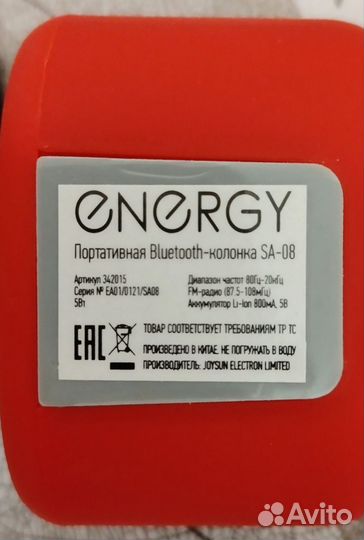 energy
Портативная Bluetooth-колонка SA-08
Артикул 342015
Серия № EA01/0121/SA08
5Вт
Диапазон частот 80Гц-20кГц
FM-радио (87.5-108мГц)
Аккумулятор Li-Ion 800мА, 5В
EAC
ТОВАР СООТВЕТСТВУЕТ ТРЕБОВАНИЯМ ТР ТС
ПРОИЗВЕДЕНО В КИТАЕ. НЕ ПОГРУЖАТЬ В ВОДУ
ПРОИЗВОДИТЕЛЬ: JOYSUN ELECTRON LIMITED
Avito